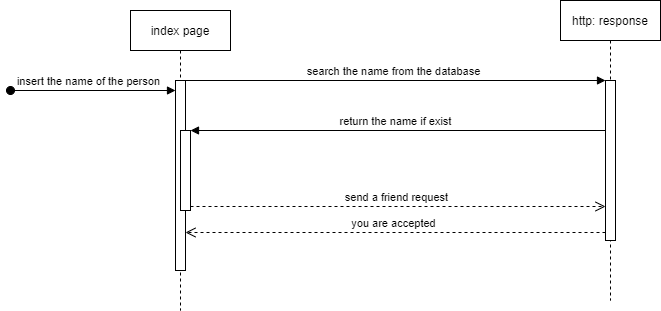 index page
http: response
search the name from the database
insert the name of the person
return the name if exist
send a friend request
you are accepted